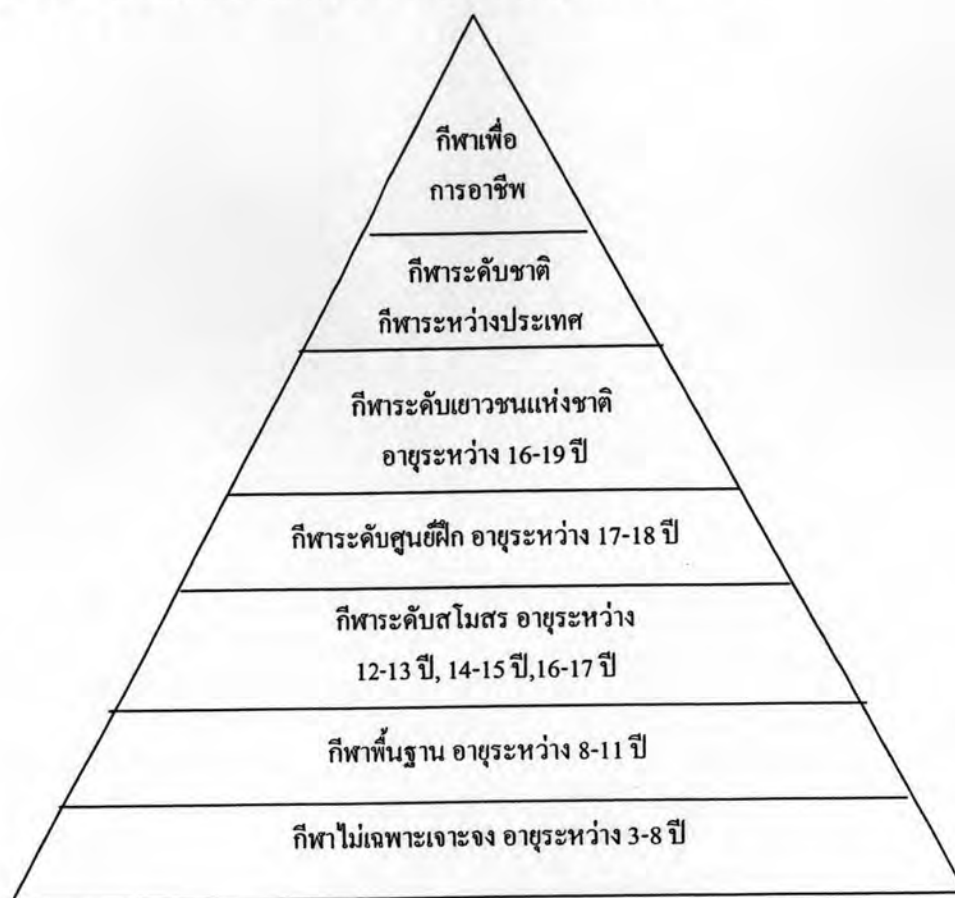 กีฬาเพื่อ
การอาชีพ
กีฬาระดับชาติ
กีฬาระหว่างประเทศ
กีฬาระดับเยาวชนแห่งชาติ
อายุระหว่าง 16-19 ปี
กีฬาระดับศูนย์ฝึก อายุระหว่าง 17-18 ปี
กีฬาระดับสโมสร อายุระหว่าง
12-13 ปี, 14-15 ปี,16-17 ปี
กีฬาพื้นฐาน อายุระหว่าง 8-11 ปี
กีฬาไม่เฉพาะเจาะจง อายุระหว่าง 3-8 ปี